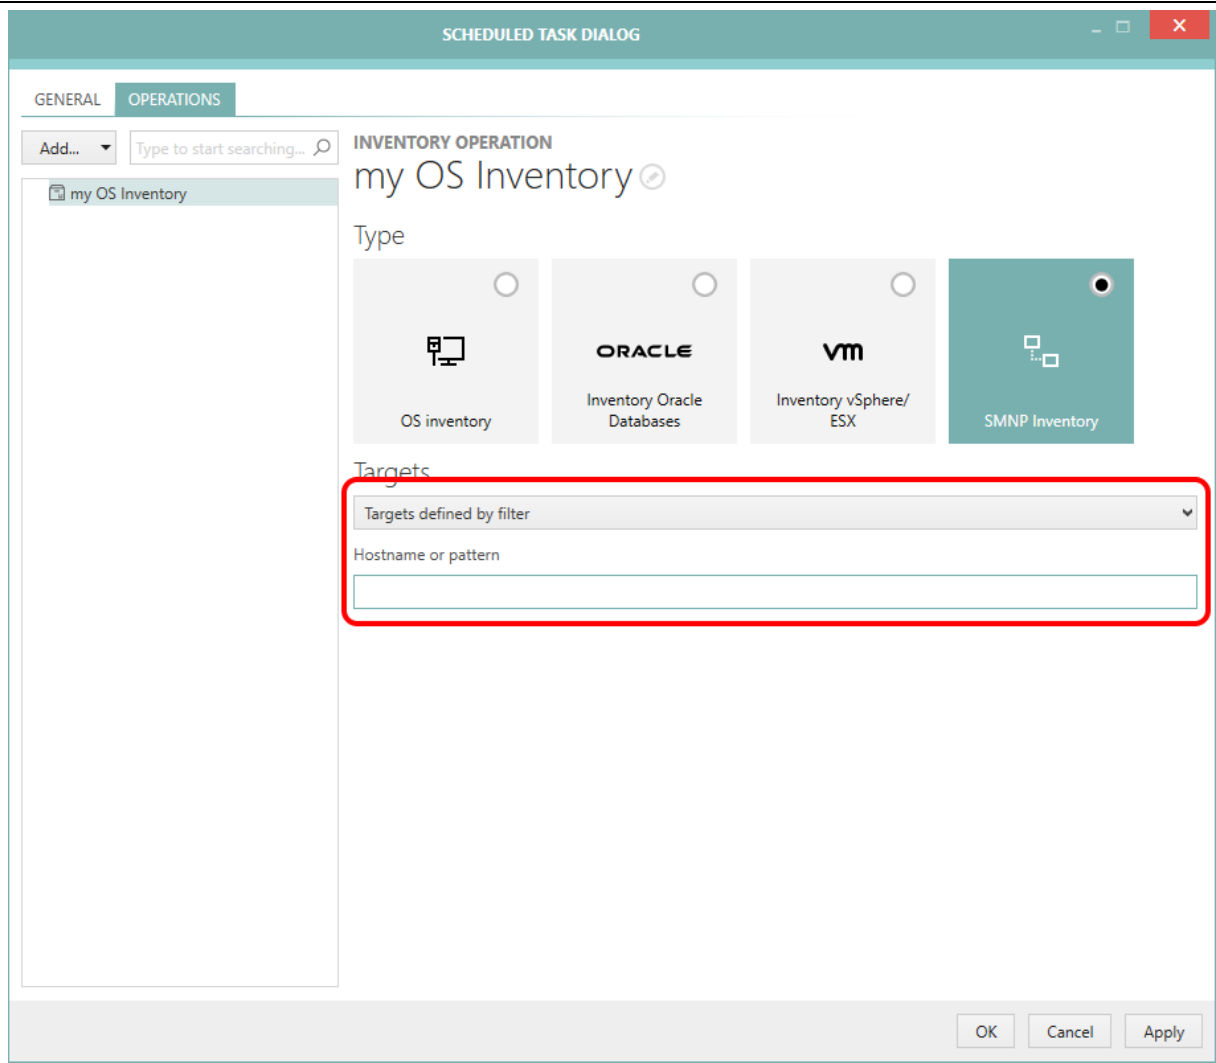 SCHEDULED TASK DIALOG
GENERAL
OPERATIONS
Add...
Type to start searching...
my OS Inventory
INVENTORY OPERATION
my OS Inventory
Type
OS inventory
ORACLE
Inventory Oracle
Databases
vm
Inventory vSphere/
ESX
SMNP Inventory
Targets
Targets defined by filter
Hostname or pattern
OK
Cancel
Apply